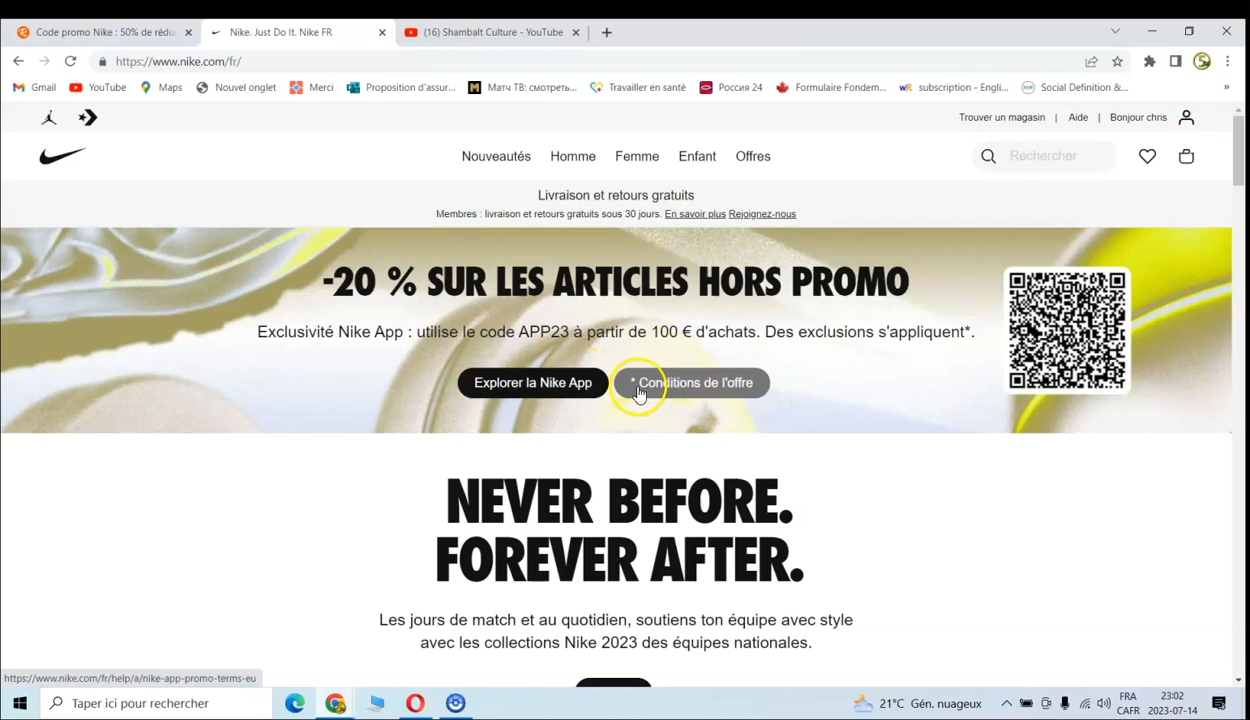 Code promo Nike : 50% de rédu
Nike. Just Do It. Nike FR
(16) Shambalt Culture - YouTube
https://www.nike.com/fr/
Gmail
YouTube
Maps
Nouvel onglet
Merci
Proposition d'assur...
Матч ТВ: смотреть...
Travailler en santé
Россия 24
Formulaire Fondem...
subscription - Engli...
Social Definition &...
»
Trouver un magasin | Aide | Bonjour chris
Nouveautés Homme Femme Enfant Offres
Rechercher
Livraison et retours gratuits
Membres : livraison et retours gratuits sous 30 jours. En savoir plus Rejoignez-nous
-20 % SUR LES ARTICLES HORS PROMO
Exclusivité Nike App : utilise le code APP23 à partir de 100 € d'achats. Des exclusions s'appliquent*.
Explorer la Nike App
* Conditions de l'offre
NEVER BEFORE.
FOREVER AFTER.
Les jours de match et au quotidien, soutiens ton équipe avec style
avec les collections Nike 2023 des équipes nationales.
https://www.nike.com/fr/help/a/nike-app-promo-terms-eu
Taper ici pour rechercher
21°C Gén. nuageux
FRA
CAFR
23:02
2023-07-14